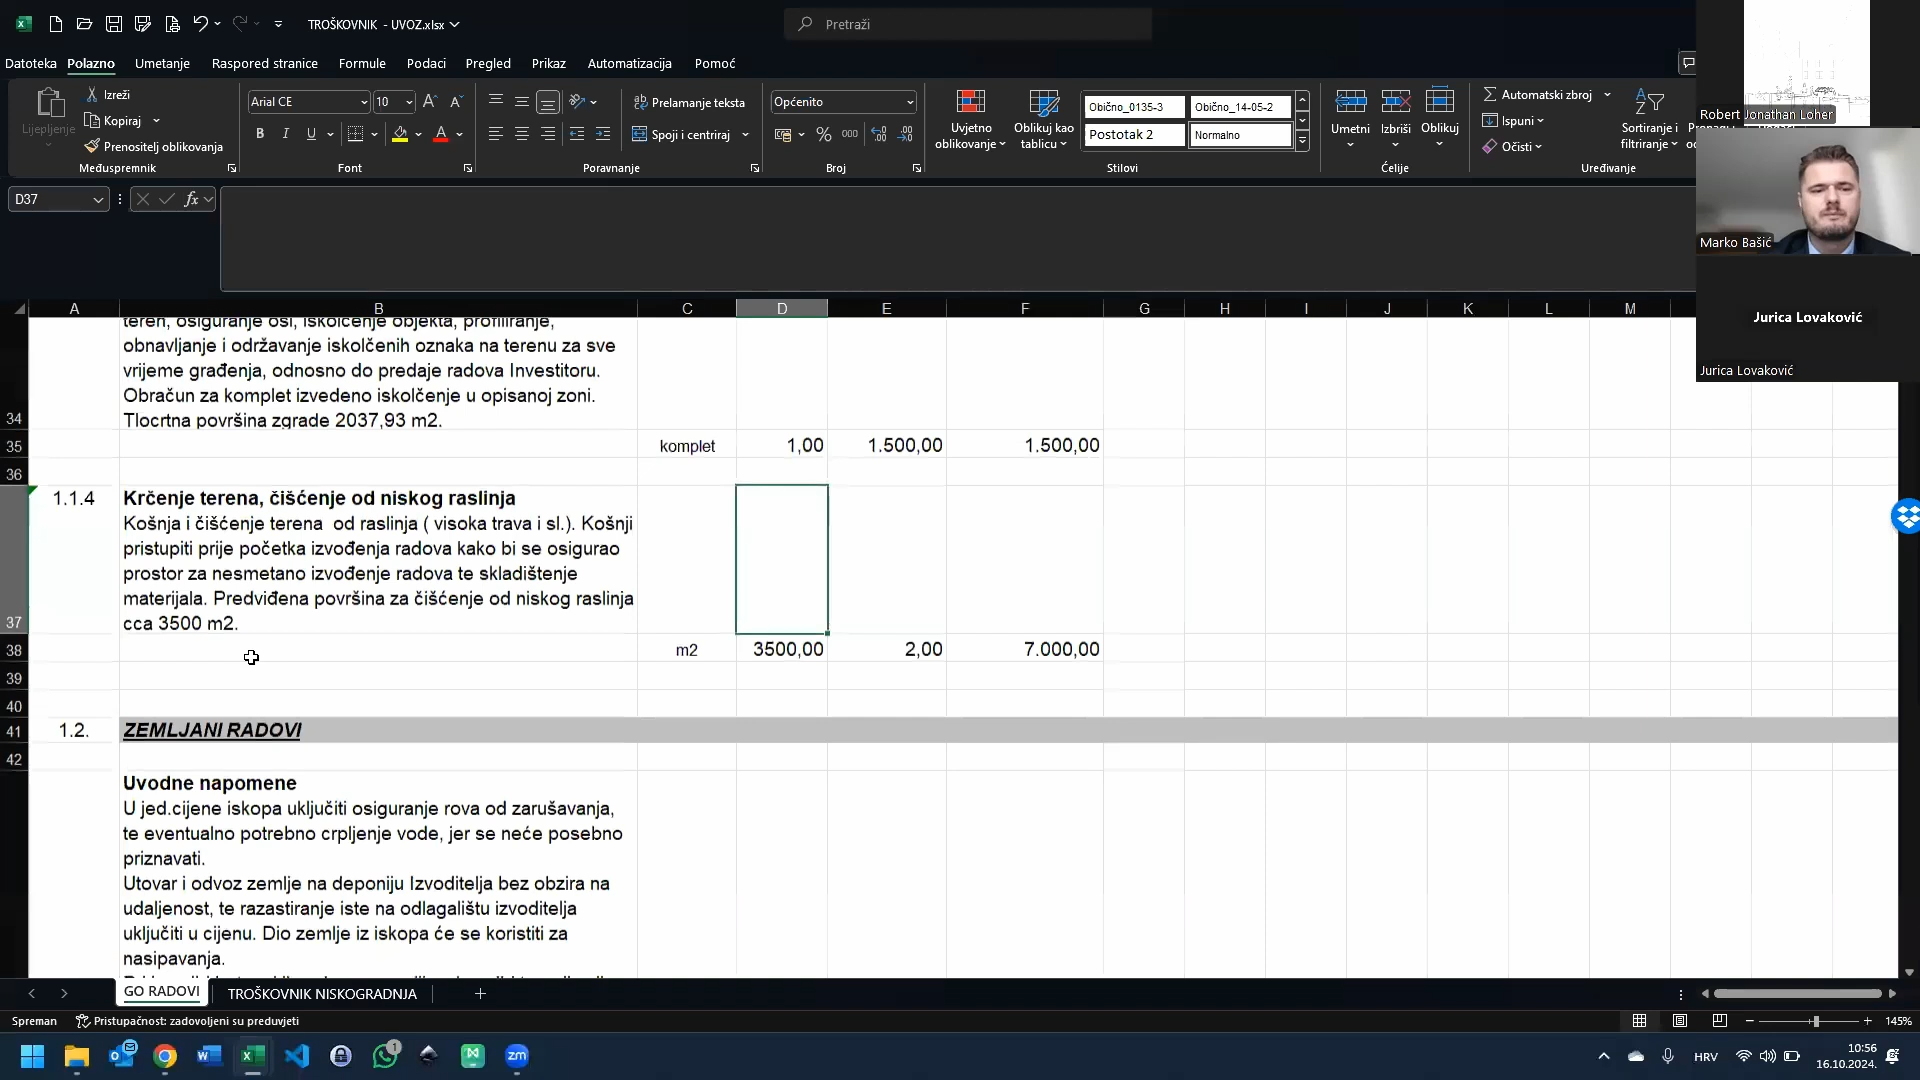 TROŠKOVNIK - UVOZ.xlsx
Pretraži
Datoteka Polazno Umetanje Raspored stranice Formule Podaci Pregled Prikaz Automatizacija Pomoć
Lijepljenje
Izreži
Kopiraj
Prenositelj oblikovanja
Međuspremnik
Arial CE 10
Font
Prelamanje teksta
Spoji i centriraj
Poravnanje
Općenito
Broj
Uvjetno oblikovanje
Oblikuj kao tablicu
Obično_0135-3 Obično_14-05-2
Postotak 2 Normalno
Stilovi
Umetni Izbriši Oblikuj
Ćelije
Automatski zbroj
Ispuni
Očisti
Sortiranje i filtriranje
Uređivanje
Robert Jonathan Loher
Marko Bašić
Jurica Lovaković
Jurica Lovaković
D37
fx
A B C D E F G H I J K L M
teren, osiguranje osi, iskolčenje objekta, profiliranje,
obnavljanje i održavanje iskolčenih oznaka na terenu za sve
vrijeme građenja, odnosno do predaje radova Investitoru.
Obračun za komplet izvedeno iskolčenje u opisanoj zoni.
34 Tlocrtna površina zgrade 2037,93 m2.
35 komplet 1,00 1.500,00 1.500,00
36
1.1.4 Krčenje terena, čišćenje od niskog raslinja
Košnja i čišćenje terena od raslinja ( visoka trava i sl.). Košnji
pristupiti prije početka izvođenja radova kako bi se osigurao
prostor za nesmetano izvođenje radova te skladištenje
materijala. Predviđena površina za čišćenje od niskog raslinja
37 cca 3500 m2.
38 m2 3500,00 2,00 7.000,00
39
40
41 1.2. ZEMLJANI RADOVI
42
Uvodne napomene
U jed.cijene iskopa uključiti osiguranje rova od zarušavanja,
te eventualno potrebno crpljenje vode, jer se neće posebno
priznavati.
Utovar i odvoz zemlje na deponiju Izvoditelja bez obzira na
udaljenost, te razastiranje iste na odlagalištu izvoditelja
uključiti u cijenu. Dio zemlje iz iskopa će se koristiti za
nasipavanja.
GO RADOVI TROŠKOVNIK NISKOGRADNJA
Spreman Pristupačnost: zadovoljeni su preduvjeti
145%
1
zm
HRV
10:56
16.10.2024.